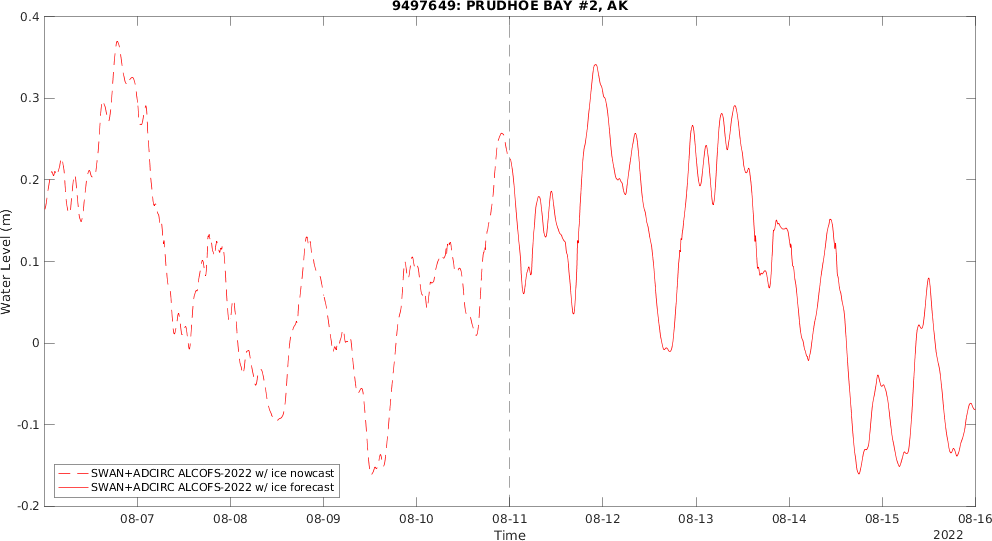 9497649: PRUDHOE BAY #2, AK
0.4
0.3
0.2
0.1
0
-0.1
-0.2
Water Level (m)
SWAN+ADCIRC ALCOFS-2022 w/ ice nowcast
SWAN+ADCIRC ALCOFS-2022 w/ ice forecast
08-07 08-08 08-09 08-10 08-11 08-12 08-13 08-14 08-15 08-16
Time
2022